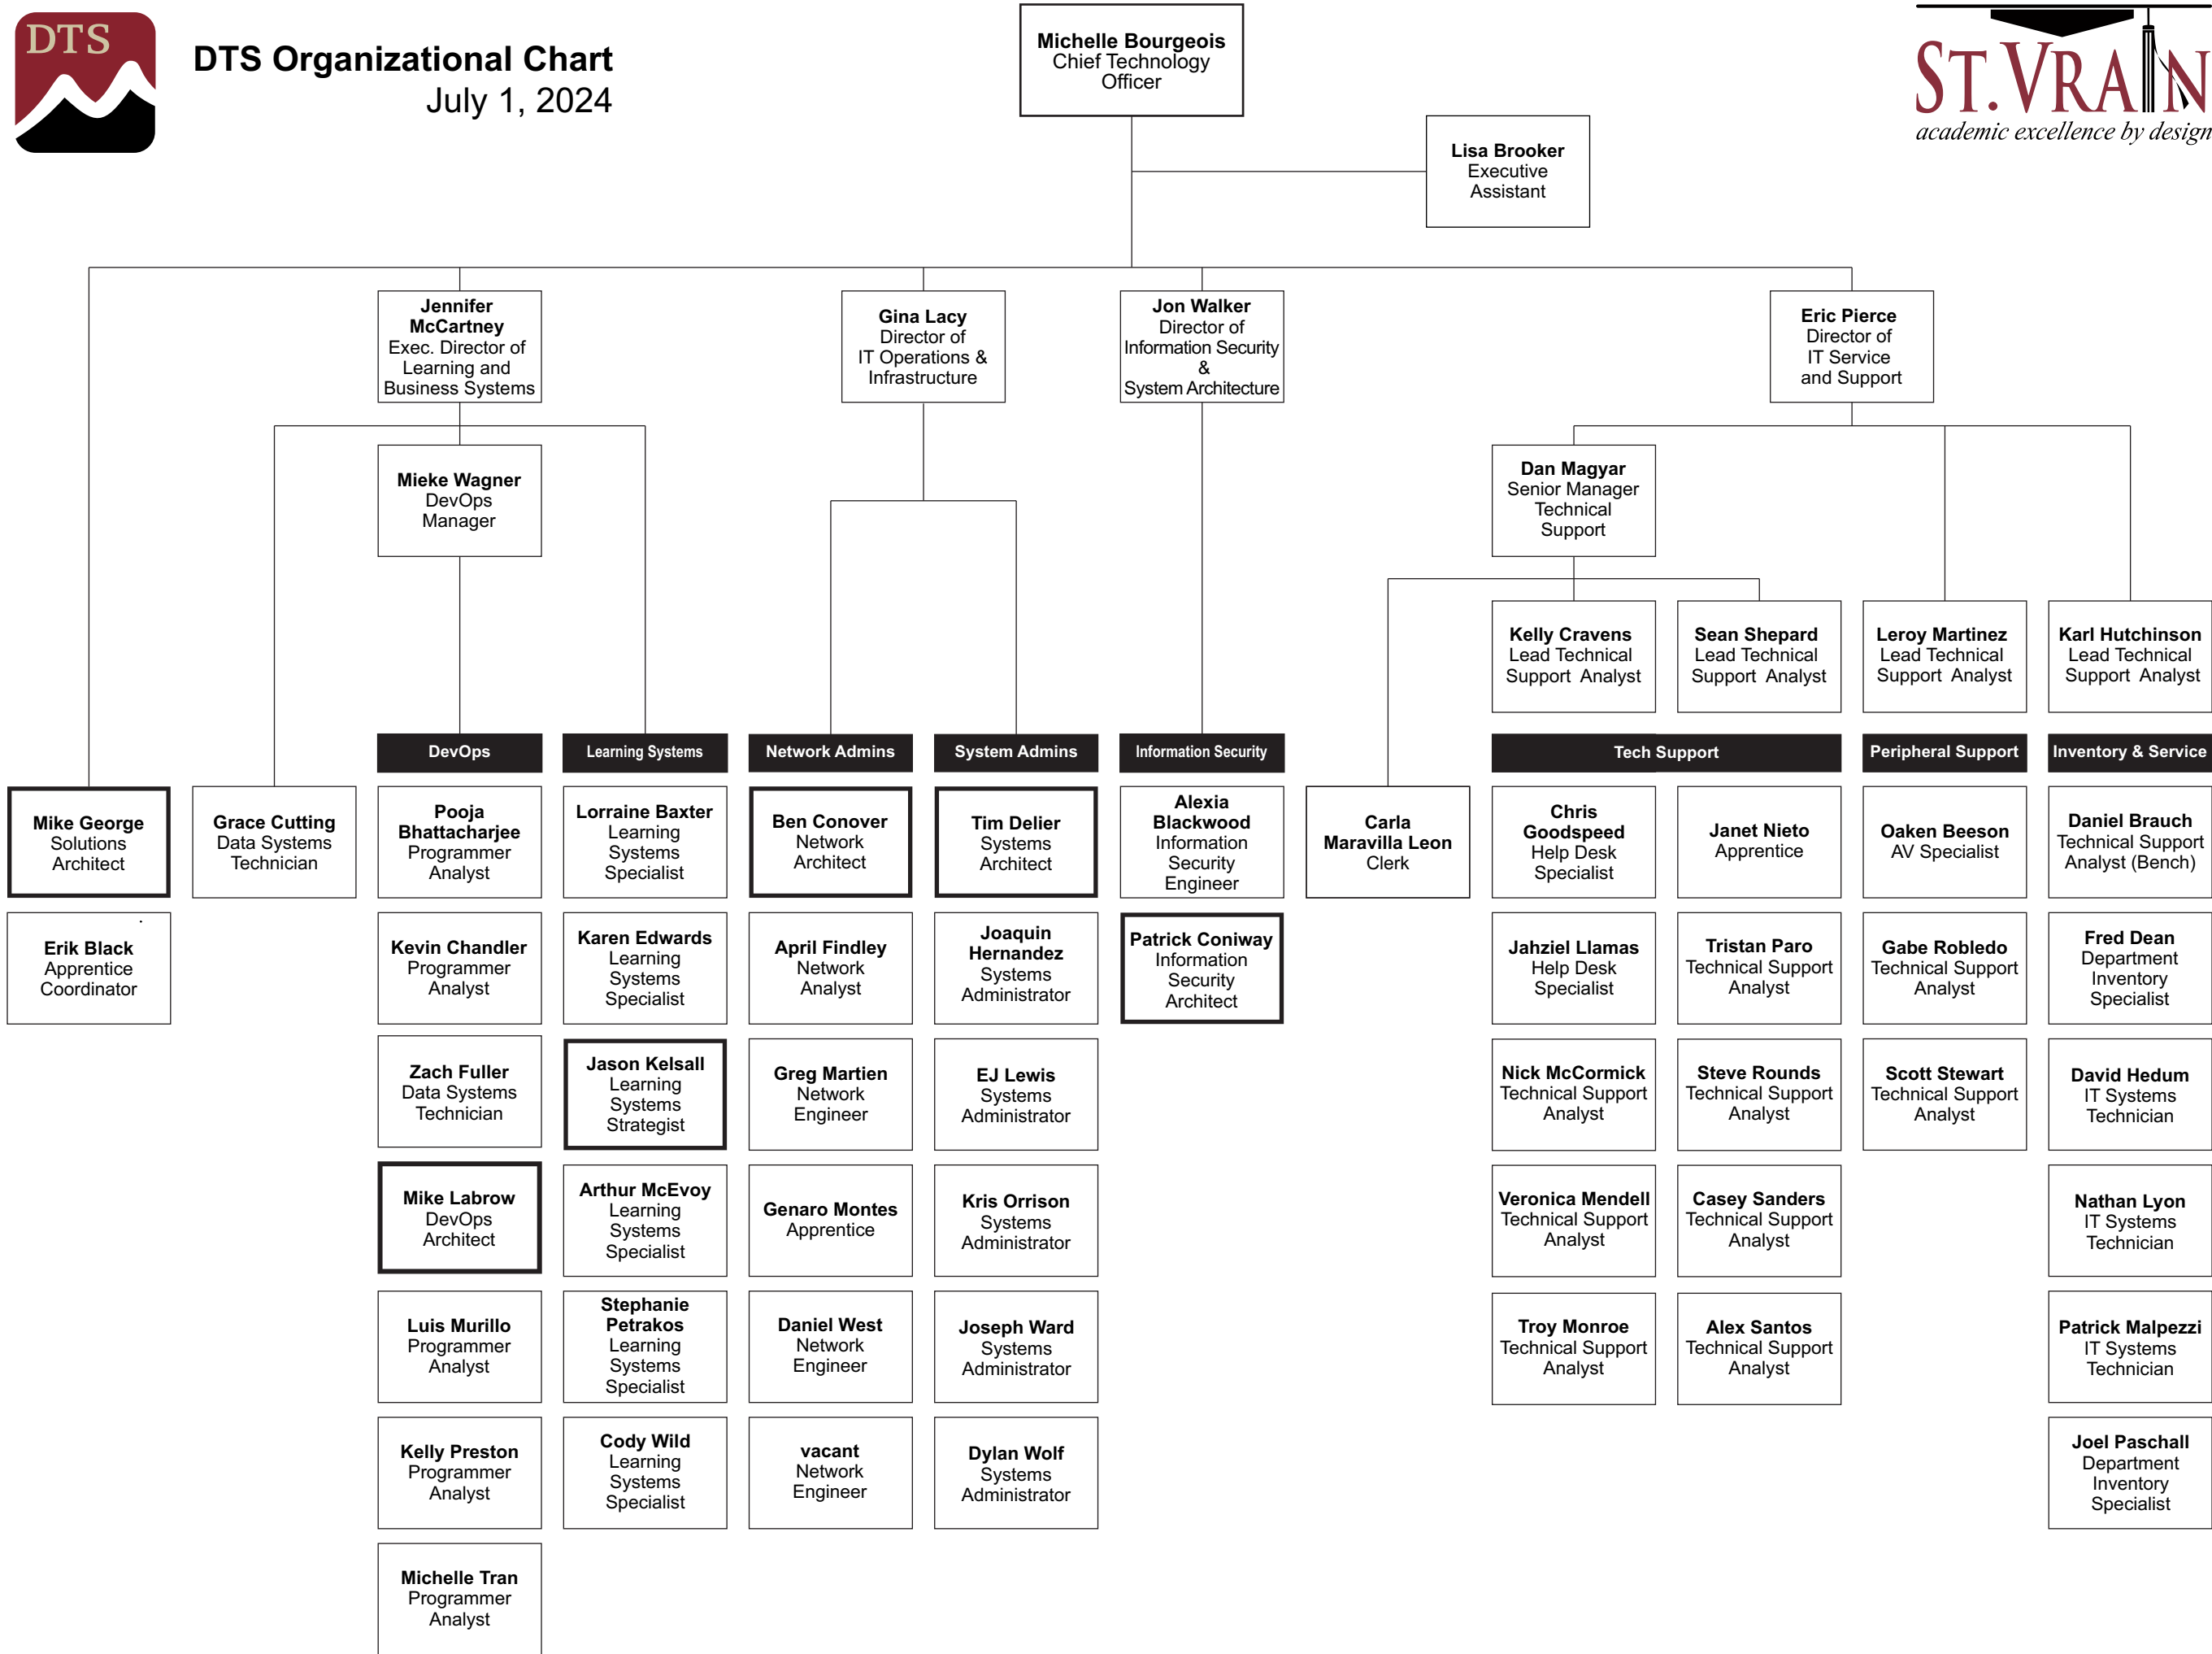 DTS
DTS Organizational Chart
July 1, 2024
ST. VRAIN
academic excellence by design
Michelle Bourgeois
Chief Technology
Officer
Lisa Brooker
Executive
Assistant
Jennifer
McCartney
Exec. Director of
Learning and
Business Systems
Gina Lacy
Director of
IT Operations &
Infrastructure
Jon Walker
Director of
Information Security
&
System Architecture
Eric Pierce
Director of
IT Service
and Support
Mieke Wagner
DevOps
Manager
Dan Magyar
Senior Manager
Technical
Support
Kelly Cravens
Lead Technical
Support Analyst
Sean Shepard
Lead Technical
Support Analyst
Leroy Martinez
Lead Technical
Support Analyst
Karl Hutchinson
Lead Technical
Support Analyst
Mike George
Solutions
Architect
Erik Black
Apprentice
Coordinator
Grace Cutting
Data Systems
Technician
DevOps
Pooja
Bhattacharjee
Programmer
Analyst
Kevin Chandler
Programmer
Analyst
Zach Fuller
Data Systems
Technician
Mike Labrow
DevOps
Architect
Luis Murillo
Programmer
Analyst
Kelly Preston
Programmer
Analyst
Michelle Tran
Programmer
Analyst
Learning Systems
Lorraine Baxter
Learning
Systems
Specialist
Karen Edwards
Learning
Systems
Specialist
Jason Kelsall
Learning
Systems
Strategist
Arthur McEvoy
Learning
Systems
Specialist
Stephanie
Petrakos
Learning
Systems
Specialist
Cody Wild
Learning
Systems
Specialist
Network Admins
Ben Conover
Network
Architect
April Findley
Network
Analyst
Greg Martien
Network
Engineer
Genaro Montes
Apprentice
Daniel West
Network
Engineer
vacant
Network
Engineer
System Admins
Tim Delier
Systems
Architect
Joaquin
Hernandez
Systems
Administrator
EJ Lewis
Systems
Administrator
Kris Orrison
Systems
Administrator
Joseph Ward
Systems
Administrator
Dylan Wolf
Systems
Administrator
Information Security
Alexia
Blackwood
Information
Security
Engineer
Patrick Coniway
Information
Security
Architect
Carla
Maravilla Leon
Clerk
Tech Support
Chris
Goodspeed
Help Desk
Specialist
Jahziel Llamas
Help Desk
Specialist
Nick McCormick
Technical Support
Analyst
Veronica Mendell
Technical Support
Analyst
Troy Monroe
Technical Support
Analyst
Janet Nieto
Apprentice
Tristan Paro
Technical Support
Analyst
Steve Rounds
Technical Support
Analyst
Casey Sanders
Technical Support
Analyst
Alex Santos
Technical Support
Analyst
Peripheral Support
Oaken Beeson
AV Specialist
Gabe Robledo
Technical Support
Analyst
Scott Stewart
Technical Support
Analyst
Inventory & Service
Daniel Brauch
Technical Support
Analyst (Bench)
Fred Dean
Department
Inventory
Specialist
David Hedum
IT Systems
Technician
Nathan Lyon
IT Systems
Technician
Patrick Malpezzi
IT Systems
Technician
Joel Paschall
Department
Inventory
Specialist